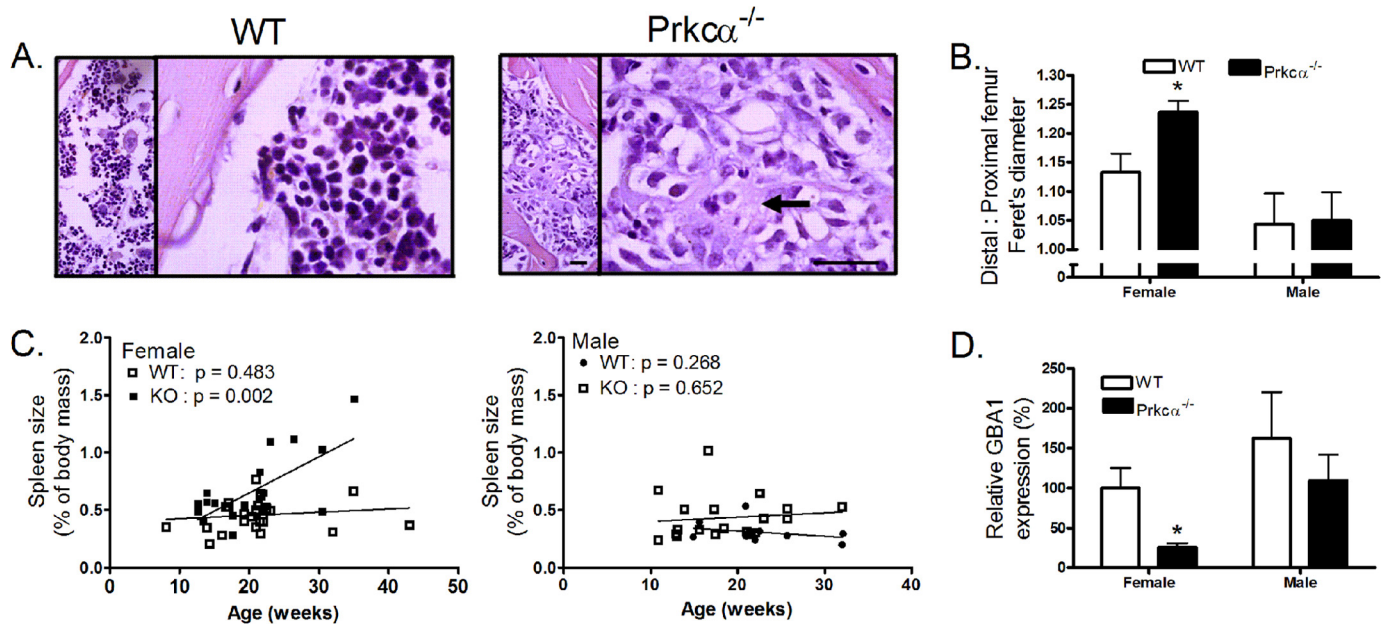 WT
Prkcα-/-
A.
B.
WT
Prkcα-/-
Distal : Proximal femur
Feret's diameter
1.30
1.25
*
1.15
1.10
1.05
1.00
0
Female
Male
C.
Spleen size
(% of body mass)
2.0
1.5
1.0
0.5
0.0
Female
WT: p = 0.483
KO : p = 0.002
0
10
20
30
40
50
Age (weeks)
Spleen size
(% of body mass)
2.0
1.5
1.0
0.5
0.0
Male
WT: p = 0.268
KO: p = 0.652
0
10
20
30
40
Age (weeks)
D.
WT
Prkcα-/-
Relative GBA1
expression (%)
250
200
150
100
50
0
*
Female
Male